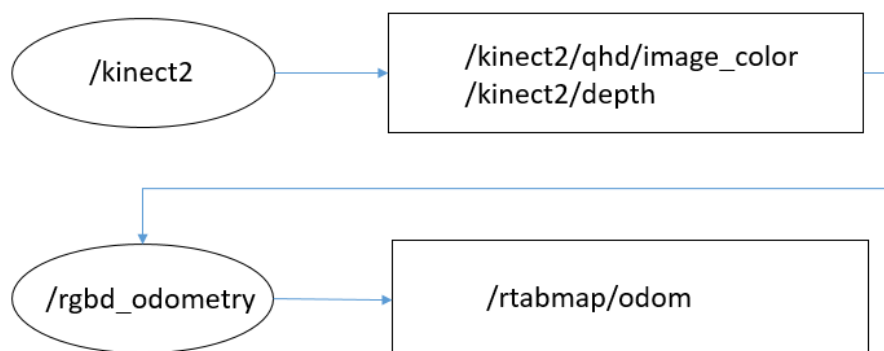 /kinect2
/kinect2/qhd/image_color
/kinect2/depth
/rgbd_odometry
/rtabmap/odom